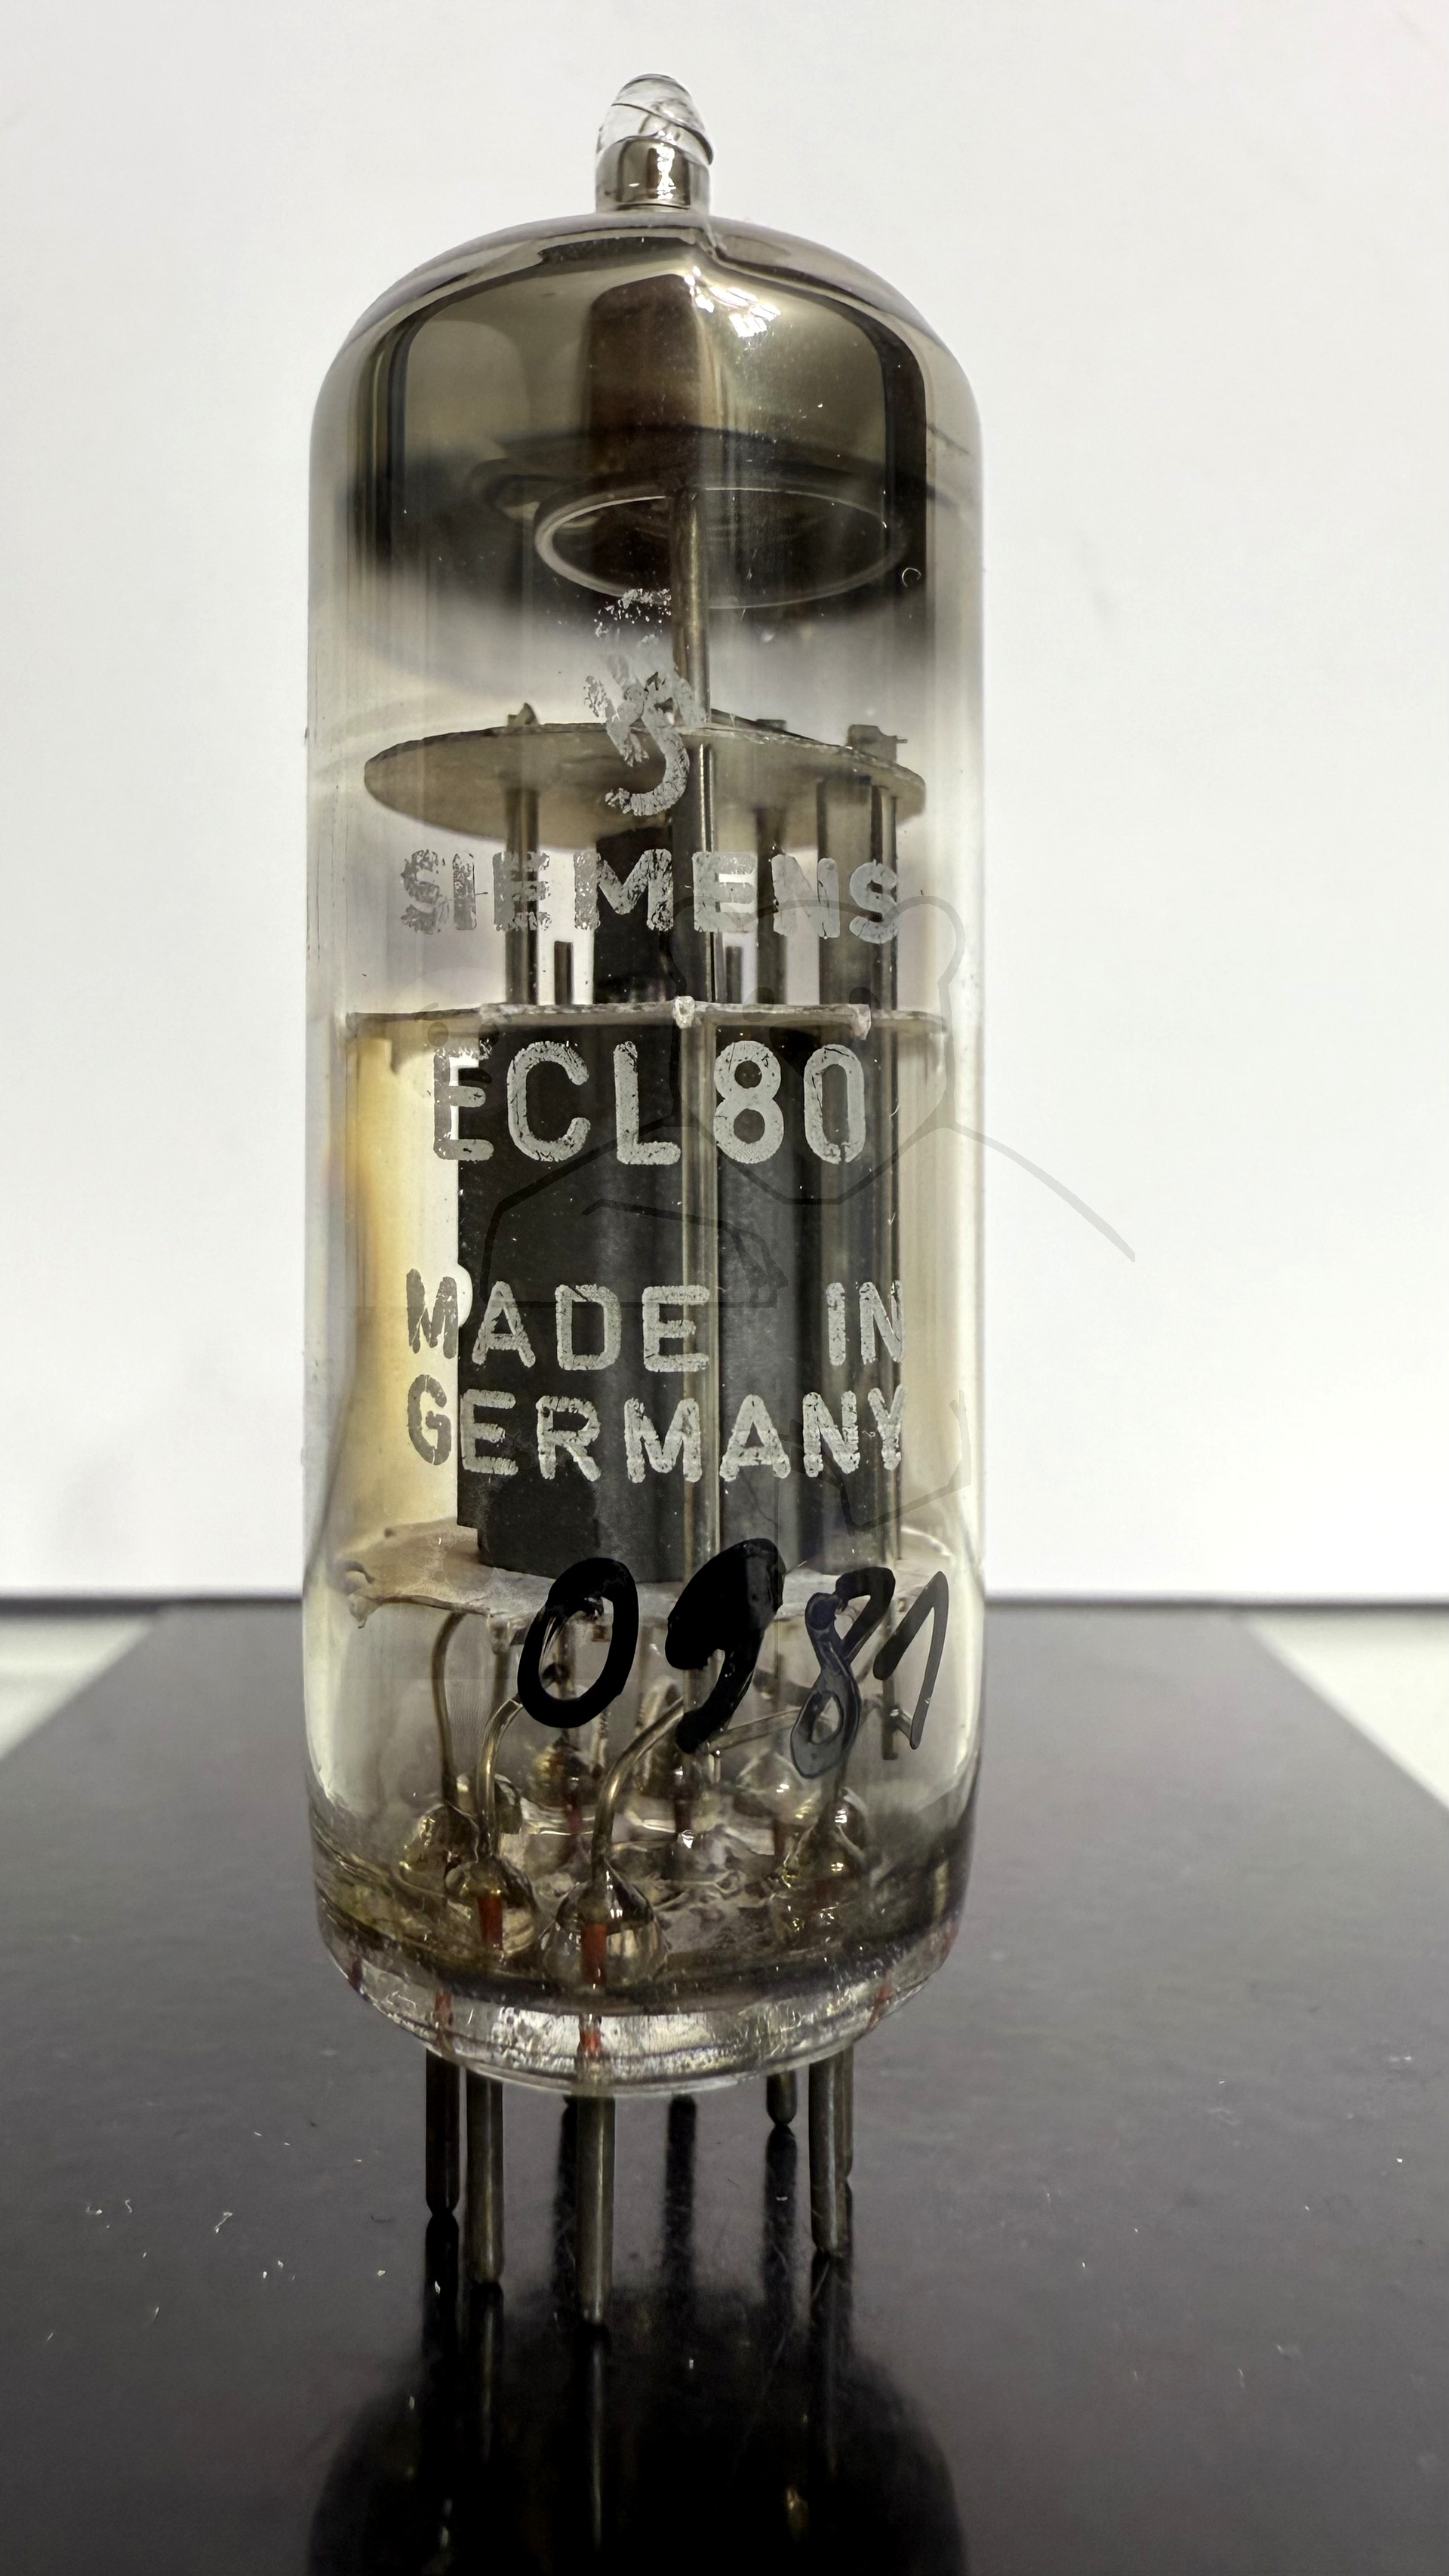 SIEMENS
ECL80
MADE IN
GERMANY
0981